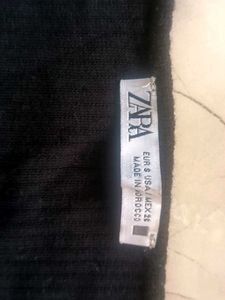 ZARA
EUR S USA / MEX 26
MADE IN MOROCCO